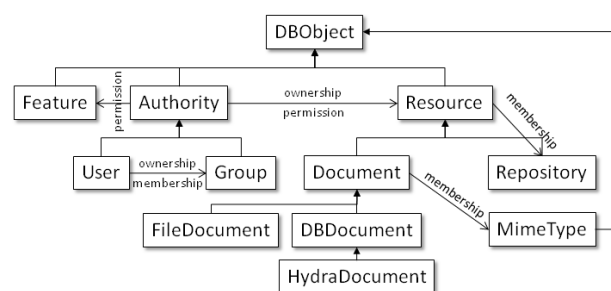 DBObject
Feature
permission
Authority
ownership
permission
Resource
membership
User
ownership
membership
Group
Document
membership
Repository
FileDocument
DBDocument
MimeType
HydraDocument